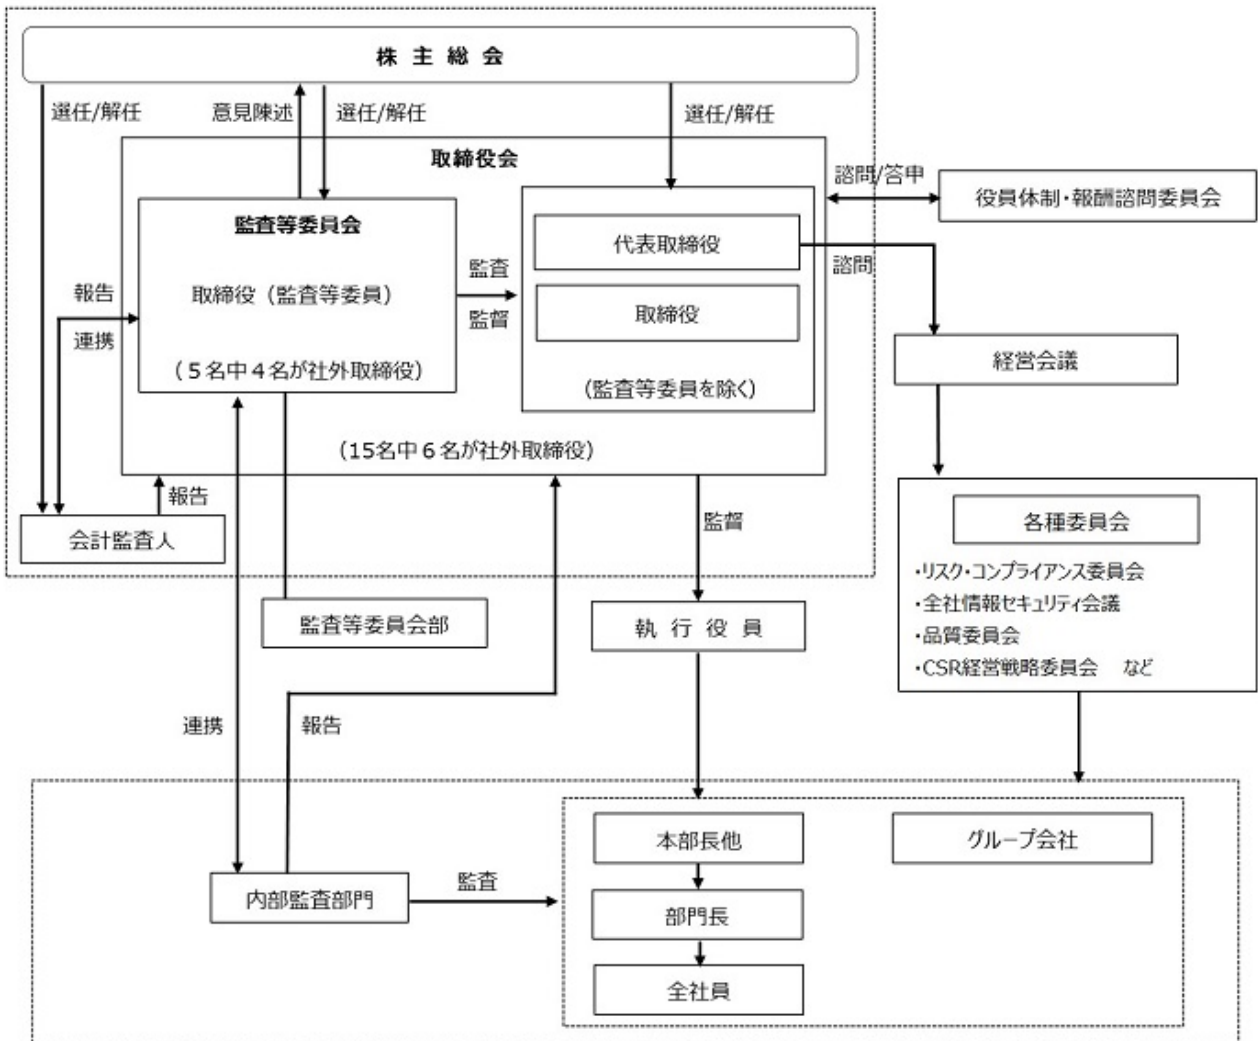 株 主 総 会
選任/解任
意見陳述
選任/解任
選任/解任
取締役会
諮問/答申
役員体制・報酬諮問委員会
監査等委員会
代表取締役
諮問
監査
取締役（監査等委員）
報告
取締役
監督
連携
経営会議
（５名中４名が社外取締役）
（監査等委員を除く）
（15名中６名が社外取締役）
報告
各種委員会
監督
会計監査人
・リスク・コンプライアンス委員会
・全社情報セキュリティ会議
監査等委員会部
執 行 役 員
・品質委員会
・CSR経営戦略委員会　など
連携
報告
本部長他
グループ会社
監査
内部監査部門
部門長
全社員